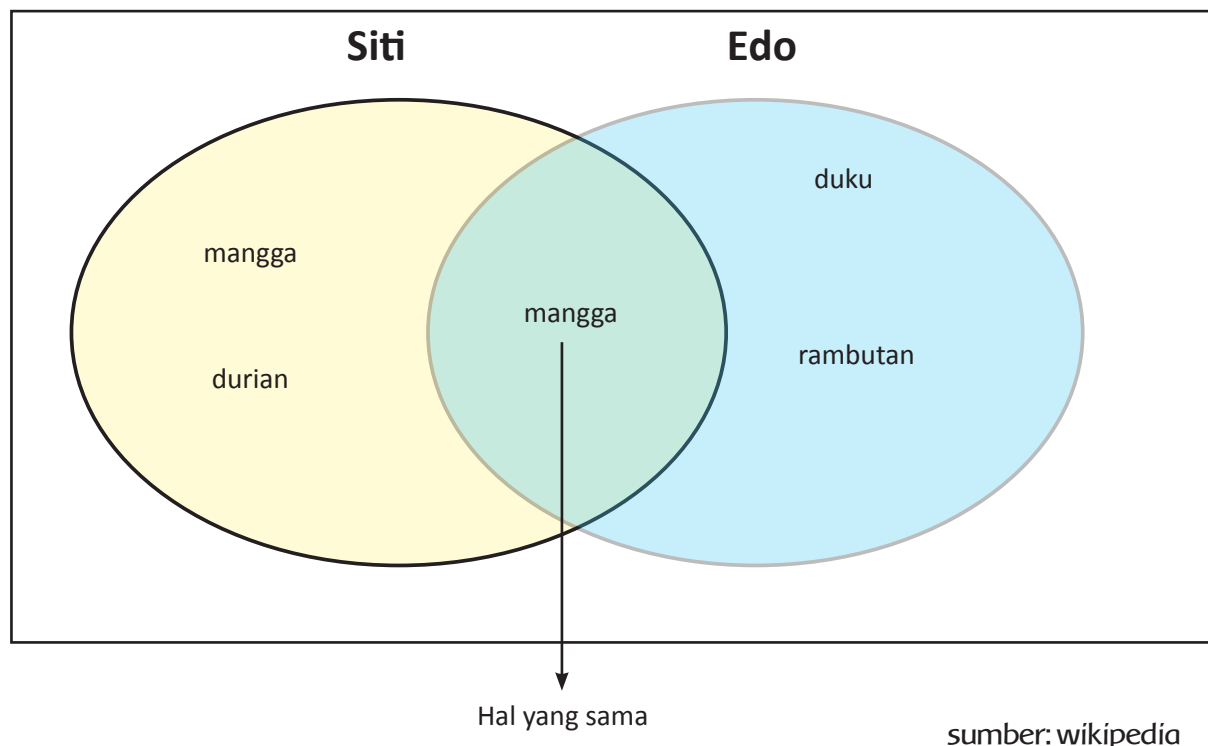 Siti
Edo
duku
mangga
mangga
rambutan
durian
Hal yang sama
sumber: wikipedia